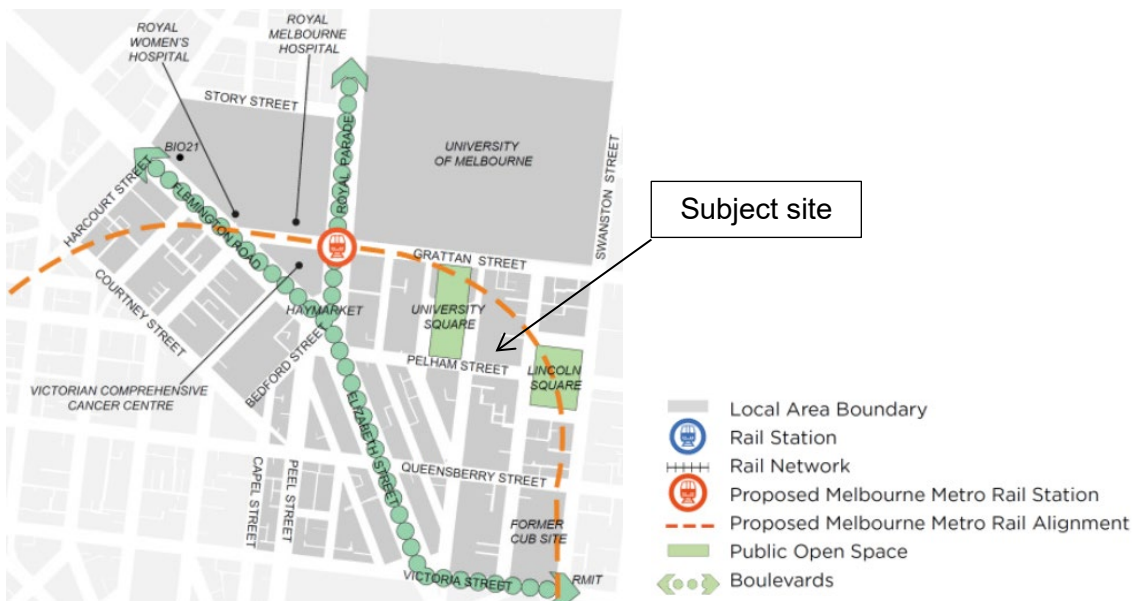 ROYAL
WOMEN'S
HOSPITAL
ROYAL
MELBOURNE
HOSPITAL
STORY STREET
BIO21
ROYAL PARADE
UNIVERSITY
OF MELBOURNE
SWANSTON STREET
Subject site
HARCOURT STREET
FLEMINGTON ROAD
GRATTAN STREET
COURTNEY STREET
HAYMARKET
UNIVERSITY
SQUARE
BEDFORD STREET
PELHAM STREET
LINCOLN
SQUARE
VICTORIAN COMPREHENSIVE
CANCER CENTRE
ELIZABETH STREET
CAPEL STREET
PEEL STREET
QUEENSBERRY STREET
FORMER
CUB SITE
VICTORIA STREET
RMIT
Local Area Boundary
Rail Station
Rail Network
Proposed Melbourne Metro Rail Station
Proposed Melbourne Metro Rail Alignment
Public Open Space
Boulevards